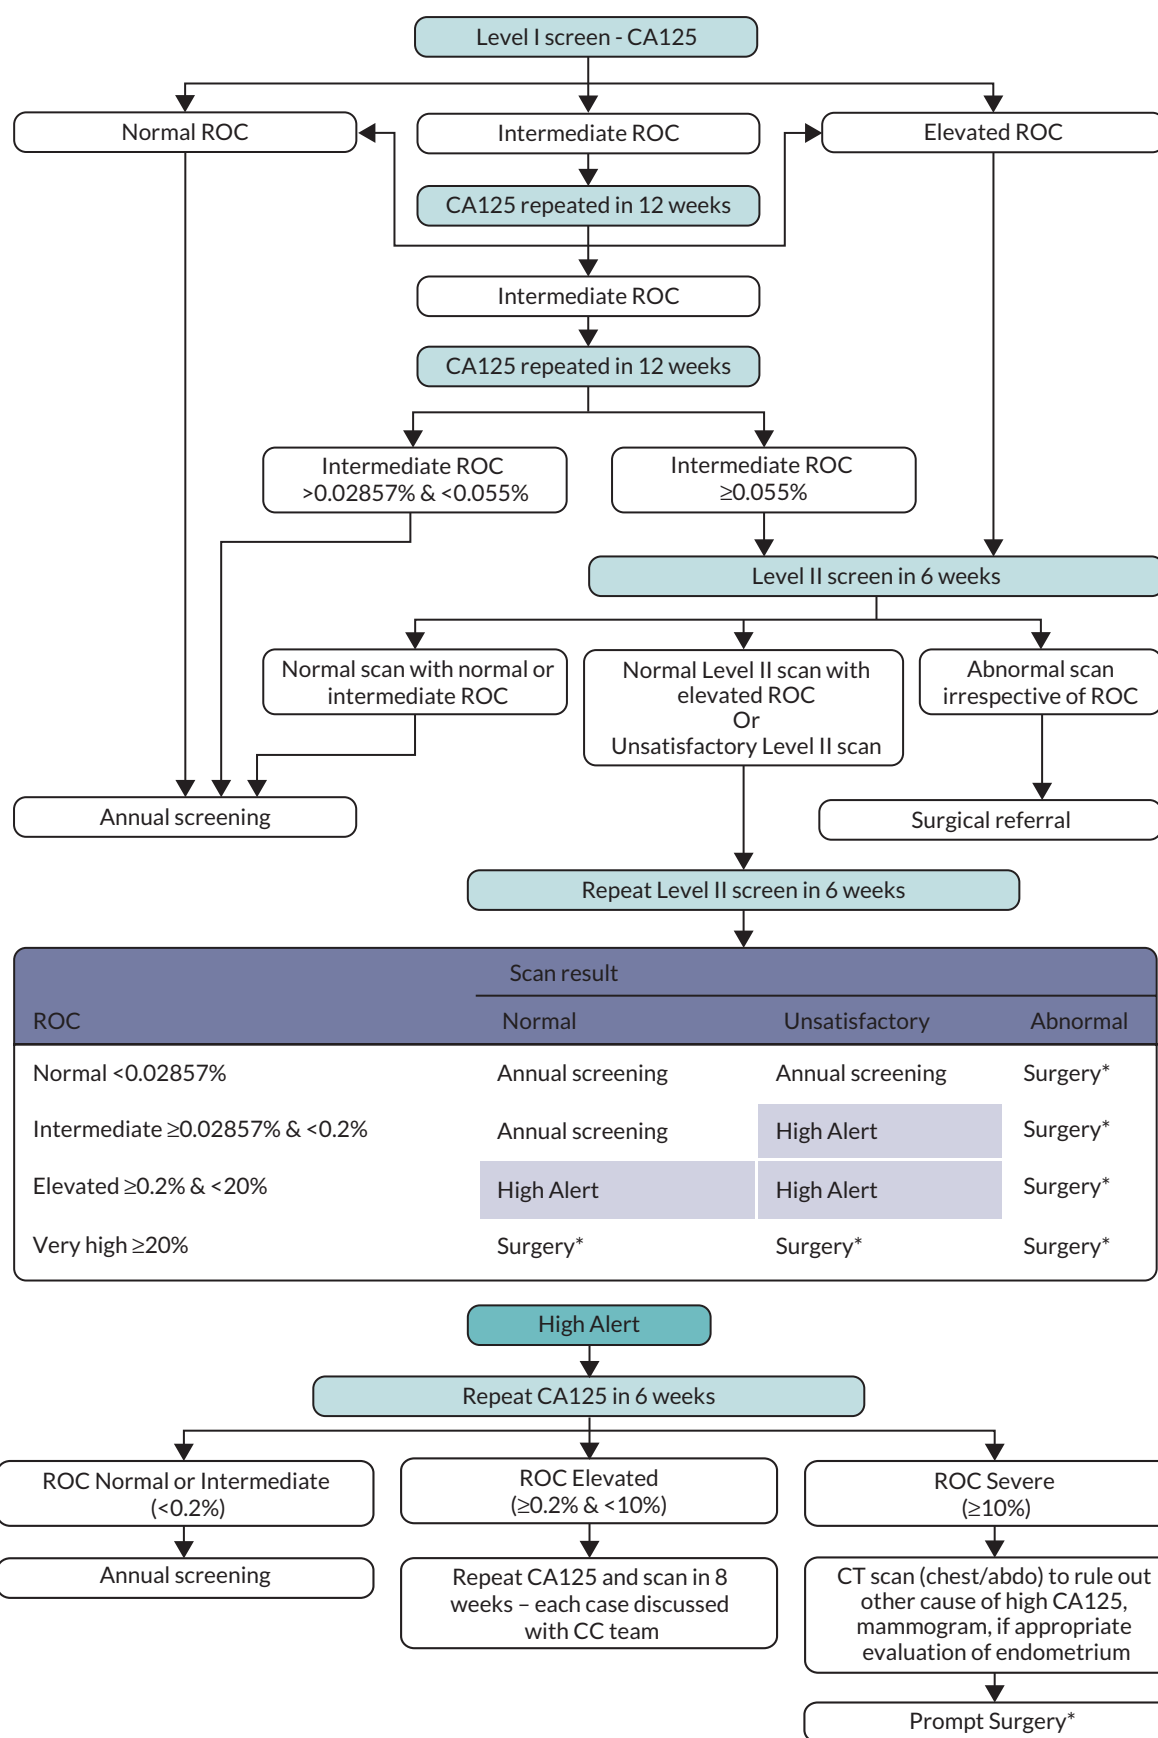 Level I screen - CA125
Normal ROC
Intermediate ROC
Elevated ROC
CA125 repeated in 12 weeks
Intermediate ROC
CA125 repeated in 12 weeks
Intermediate ROC
>0.02857% & <0.055%
Intermediate ROC
≥0.055%
Level II screen in 6 weeks
Normal scan with normal or
intermediate ROC
Normal Level II scan with
elevated ROC
Or
Unsatisfactory Level II scan
Abnormal scan
irrespective of ROC
Annual screening
Surgical referral
Repeat Level II screen in 6 weeks
Scan result
ROC Normal Unsatisfactory Abnormal
Normal <0.02857% Annual screening Annual screening Surgery*
Intermediate ≥0.02857% & <0.2% Annual screening High Alert Surgery*
Elevated ≥0.2% & <20% High Alert High Alert Surgery*
Very high ≥20% Surgery* Surgery* Surgery*
High Alert
Repeat CA125 in 6 weeks
ROC Normal or Intermediate
(<0.2%)
ROC Elevated
(≥0.2% & <10%)
ROC Severe
(≥10%)
Annual screening
Repeat CA125 and scan in 8
weeks – each case discussed
with CC team
CT scan (chest/abdo) to rule out
other cause of high CA125,
mammogram, if appropriate
evaluation of endometrium
Prompt Surgery*